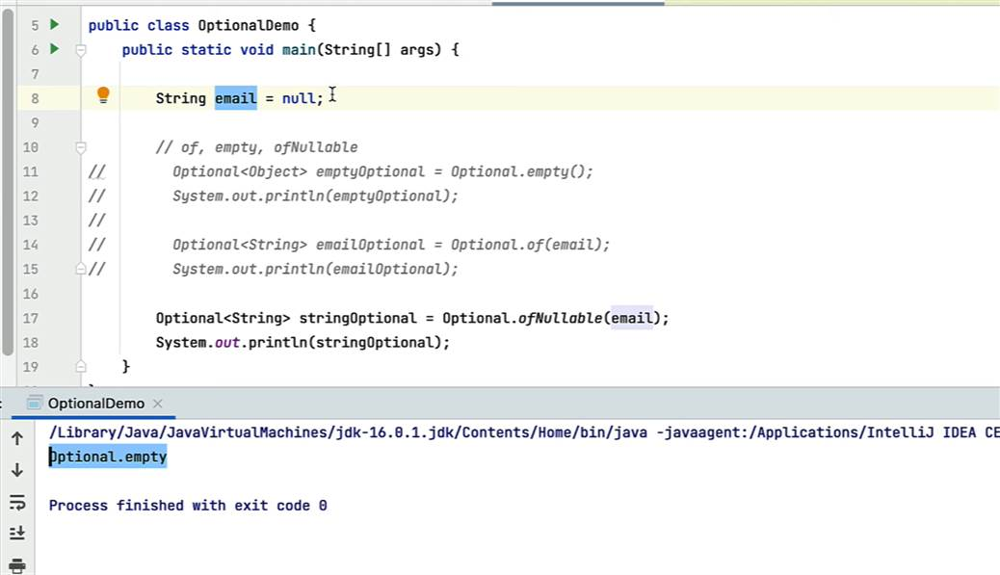 5 public class OptionalDemo {
6 public static void main(String[] args) {
7
8 String email = null;
9
10 // of, empty, ofNullable
11 // Optional<Object> emptyOptional = Optional.empty();
12 // System.out.println(emptyOptional);
13 //
14 // Optional<String> emailOptional = Optional.of(email);
15 // System.out.println(emailOptional);
16
17 Optional<String> stringOptional = Optional.ofNullable(email);
18 System.out.println(stringOptional);
19 }
OptionalDemo
/Library/Java/JavaVirtualMachines/jdk-16.0.1.jdk/Contents/Home/bin/java -javaagent:/Applications/IntelliJ IDEA CE
Optional.empty
Process finished with exit code 0